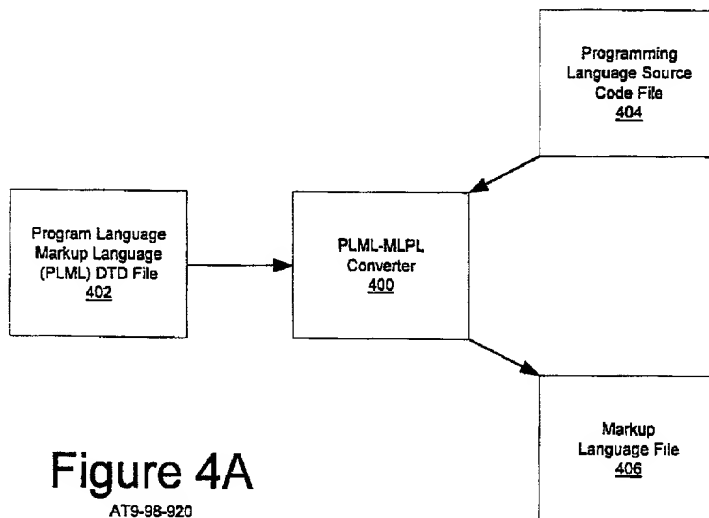 Programming
Language Source
Code File
404
Program Language
Markup Language
(PLML) DTD File
402
PLML-MLPL
Converter
400
Markup
Language File
406
Figure 4A
AT9-98-920